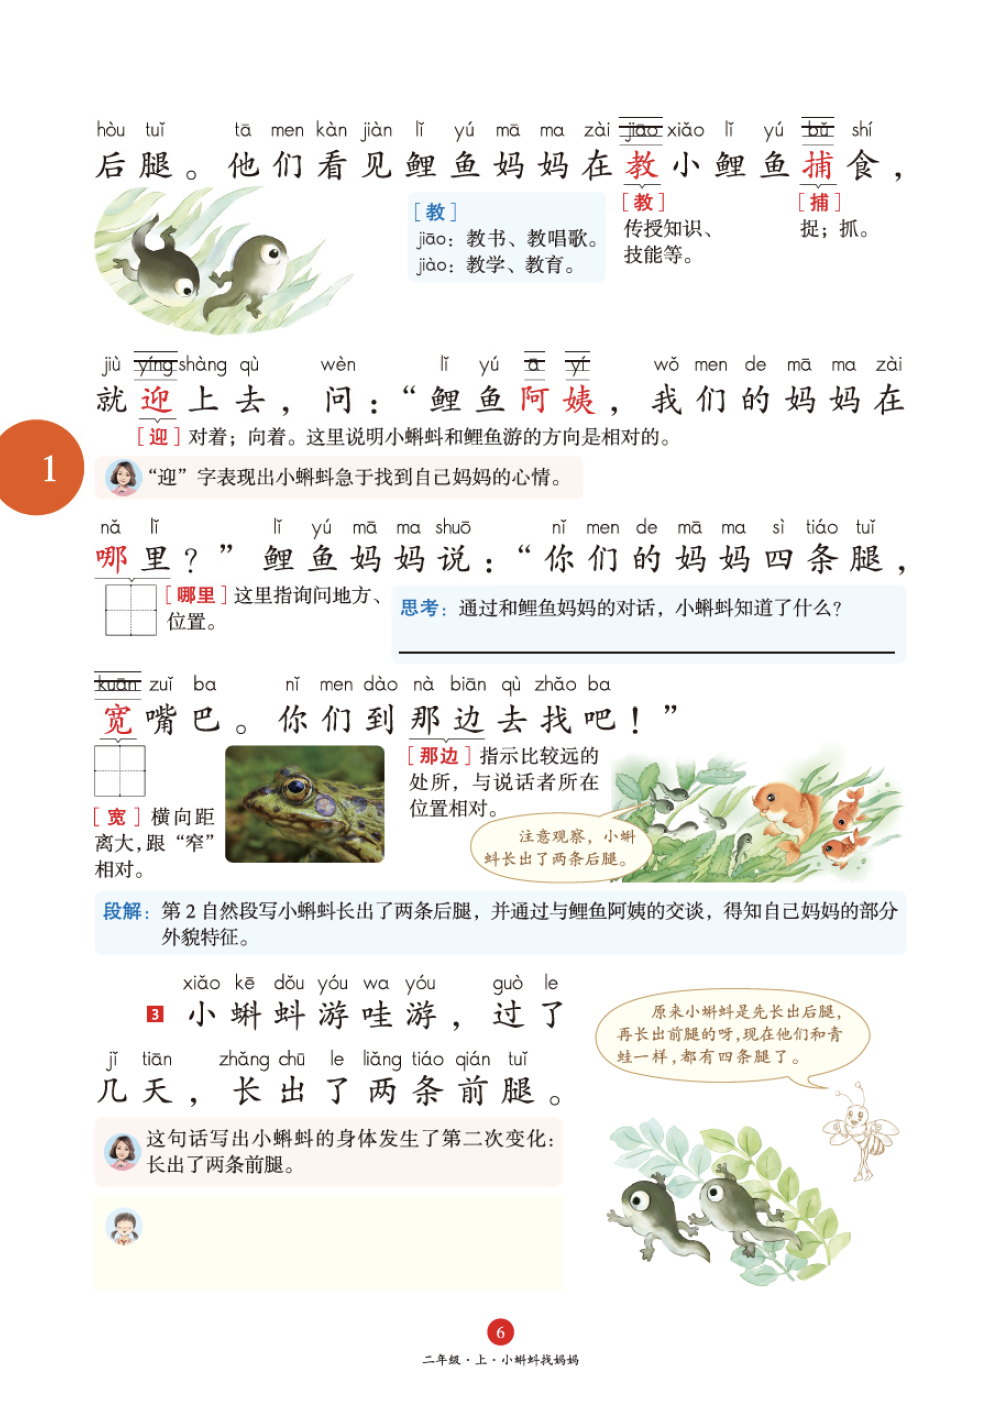 hòu tuǐ tā men kàn jiàn lǐ yú mā ma zài jiāo xiǎo lǐ yú bǔ shí
后腿。他们看见鲤鱼妈妈在教小鲤鱼捕食，
[教]
jiāo：教书、教唱歌。
jiào：教学、教育。
[教]
传授知识、
技能等。
[捕]
捉；抓。
jiù yíng shàng qù wèn lǐ yú ā yí wǒ men de mā ma zài
就迎上去，问：“鲤鱼阿姨，我们的妈妈在
[迎]对着；向着。这里说明小蝌蚪和鲤鱼游的方向是相对的。
“迎”字表现出小蝌蚪急于找到自己妈妈的心情。
1
nǎ lǐ lǐ yú mā ma shuō nǐ men de mā ma sì tiáo tuǐ
哪里？”鲤鱼妈妈说：“你们的妈妈四条腿，
[哪里]这里指询问地方、
位置。
思考：通过和鲤鱼妈妈的对话，小蝌蚪知道了什么？
kuān zuǐ ba nǐ men dào nà biān qù zhǎo ba
宽嘴巴。你们到那边去找吧！”
[宽]横向距
离大，跟“窄”
相对。
[那边]指示比较远的
处所，与说话者所在
位置相对。
注意观察，小蝌
蚪长出了两条后腿。
段解：第2自然段写小蝌蚪长出了两条后腿，并通过与鲤鱼阿姨的交谈，得知自己妈妈的部分
外貌特征。
xiǎo kē dǒu yóu wa yóu guò le
3 小蝌蚪游哇游，过了
jǐ tiān zhǎng chū le liǎng tiáo qián tuǐ
几天，长出了两条前腿。
原来小蝌蚪是先长出后腿，
再长出前腿的呀，现在他们和青
蛙一样，都有四条腿了。
这句话写出小蝌蚪的身体发生了第二次变化：
长出了两条前腿。
6
二年级·上·小蝌蚪找妈妈